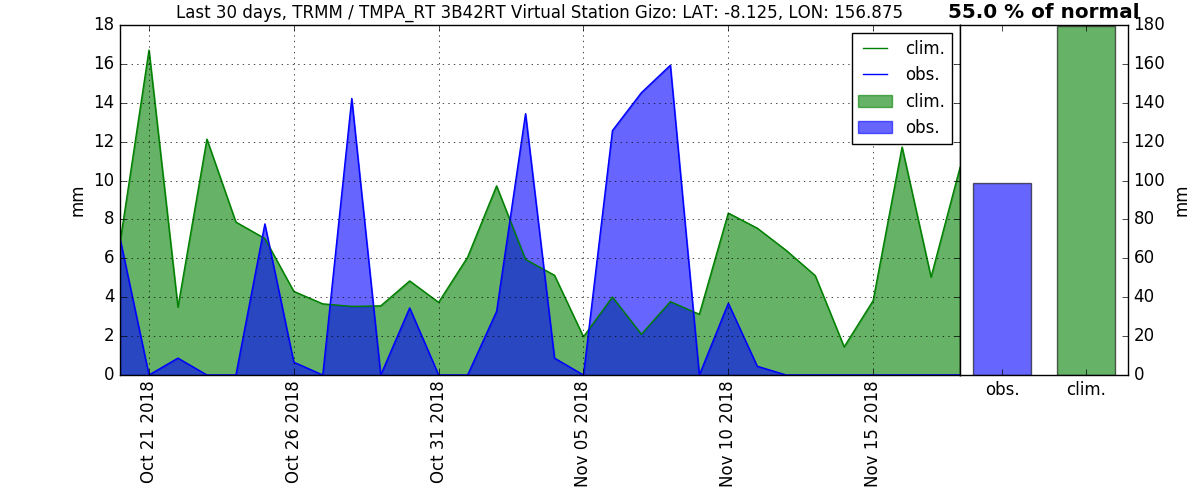 Last 30 days, TRMM / TMPA_RT 3B42RT Virtual Station Gizo: LAT: -8.125, LON: 156.875
55.0 % of normal
18
16
14
12
10
8
6
4
2
0
mm
clim.
obs.
clim.
obs.
Oct 21 2018
Oct 26 2018
Oct 31 2018
Nov 05 2018
Nov 10 2018
Nov 15 2018
180
160
140
120
100
80
60
40
20
0
mm
obs.
clim.